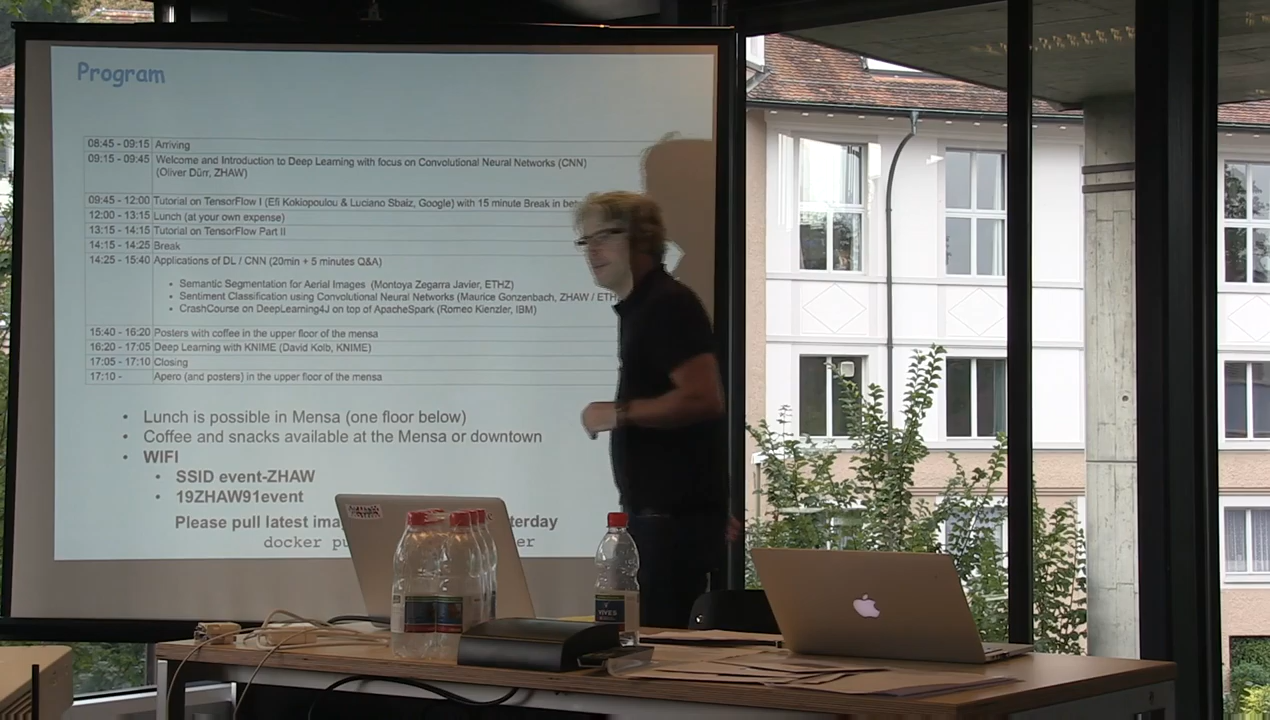 Program
08:45 - 09:15 Arriving
09:15 - 09:45 Welcome and Introduction to Deep Learning with focus on Convolutional Neural Networks (CNN)
(Oliver Dürr, ZHAW)
09:45 - 12:00 Tutorial on TensorFlow I (Efi Kokiopoulou & Luciano Sbaiz, Google) with 15 minute Break in
12:00 - 13:15 Lunch (at your own expense)
13:15 - 14:15 Tutorial on TensorFlow Part II
14:15 - 14:25 Break
14:25 - 15:40 Applications of DL / CNN (20min + 5 minutes Q&A)
• Semantic Segmentation for Aerial Images (Montoya Zegarra Javier, ETHZ)
• Sentiment Classification using Convolutional Neural Networks (Maurice Gonzenbach, ZHAW / ETH
• CrashCourse on DeepLearning4J on top of ApacheSpark (Romeo Kienzler, IBM)
15:40 - 16:20 Posters with coffee in the upper floor of the mensa
16:20 - 17:05 Deep Learning with KNIME (David Kolb, KNIME)
17:05 - 17:10 Closing
17:10 - Apero (and posters) in the upper floor of the mensa
• Lunch is possible in Mensa (one floor below)
• Coffee and snacks available at the Mensa or downtown
• WIFI
• SSID event-ZHAW
• 19ZHAW91event
Please pull latest ima terday
docker pu er
VIVES